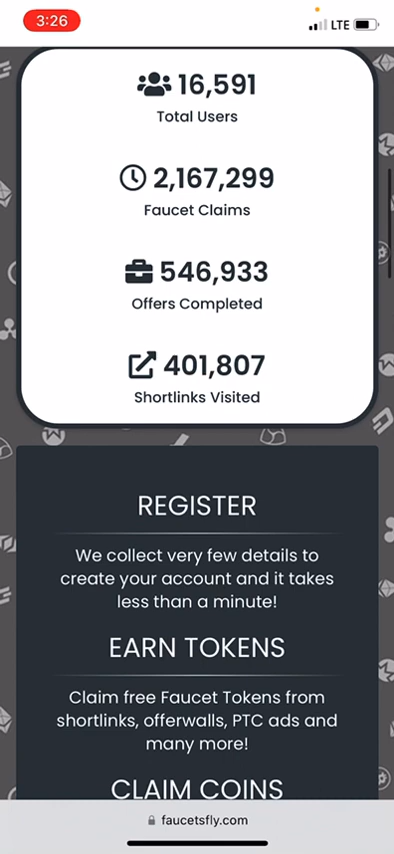 3:26
LTE
16,591
Total Users
2,167,299
Faucet Claims
546,933
Offers Completed
401,807
Shortlinks Visited
REGISTER
We collect very few details to
create your account and it takes
less than a minute!
EARN TOKENS
Claim free Faucet Tokens from
shortlinks, offerwalls, PTC ads and
many more!
CLAIM COINS
faucetsfly.com